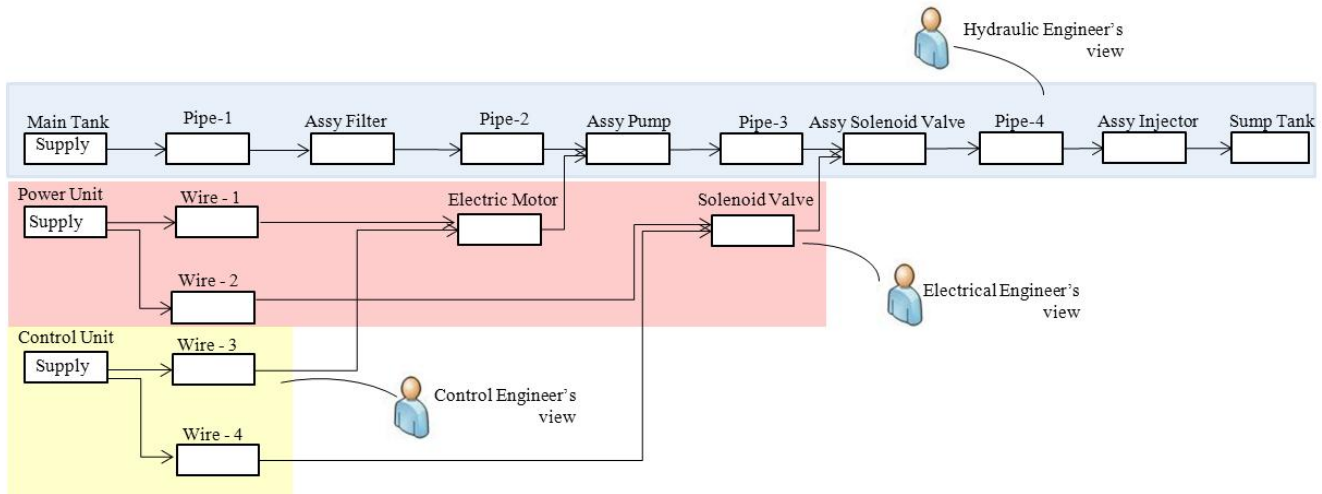 Hydraulic Engineer's
view
Main Tank
Supply
Pipe-1
Assy Filter
Pipe-2
Assy Pump
Pipe-3
Assy Solenoid Valve
Pipe-4
Assy Injector
Sump Tank
Power Unit
Supply
Wire - 1
Electric Motor
Solenoid Valve
Wire - 2
Electrical Engineer's
view
Control Unit
Supply
Wire - 3
Control Engineer's
view
Wire - 4